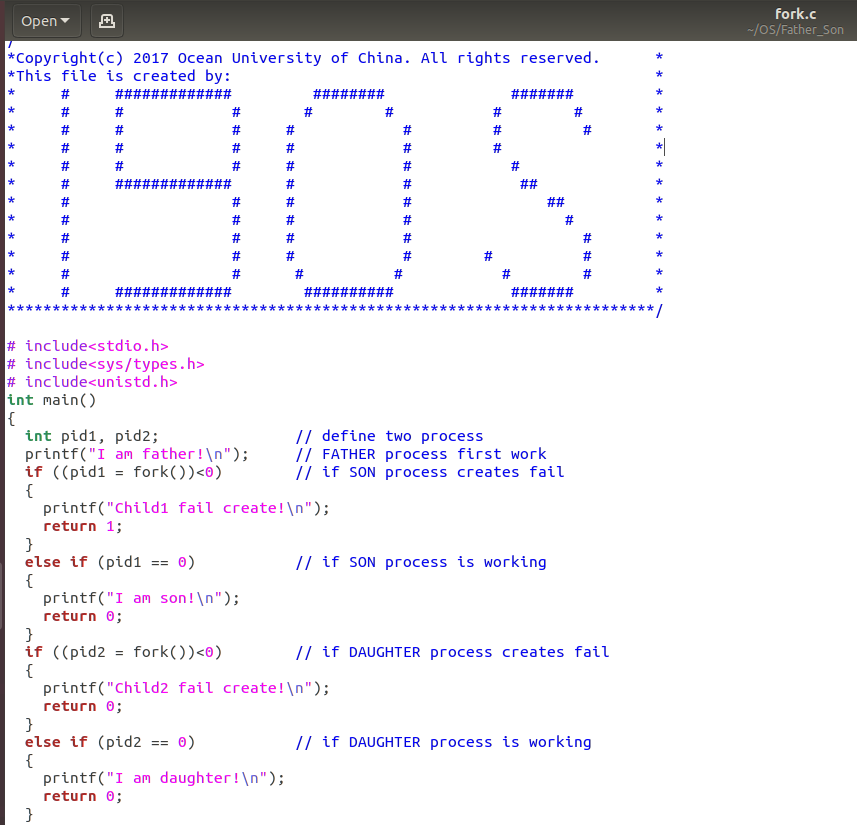 Open
fork.c
~/OS/Father_Son
/
*Copyright(c) 2017 Ocean University of China. All rights reserved.      *
*This file is created by:                                               *
*     #     #############         ########              #######         *
*     #     #            #       #        #           #        #        *
*     #     #            #     #            #         #         #       *
*     #     #            #     #            #         #                 *
*     #     #            #     #            #           #               *
*     #     #############      #            #            ##             *
*     #                  #     #            #               ##          *
*     #                  #     #            #                 #         *
*     #                  #     #            #                   #       *
*     #                  #     #            #        #          #       *
*     #                  #      #          #           #        #       *
*     #     #############        ##########             #######         *
************************************************************************/
# include<stdio.h>
# include<sys/types.h>
# include<unistd.h>
int main()
{
  int pid1, pid2;               // define two process
  printf("I am father!\n");     // FATHER process first work
  if ((pid1 = fork())<0)        // if SON process creates fail
  {
    printf("Child1 fail create!\n");
    return 1;
  }
  else if (pid1 == 0)           // if SON process is working
  {
    printf("I am son!\n");
    return 0;
  }
  if ((pid2 = fork())<0)        // if DAUGHTER process creates fail
  {
    printf("Child2 fail create!\n");
    return 0;
  }
  else if (pid2 == 0)           // if DAUGHTER process is working
  {
    printf("I am daughter!\n");
    return 0;
  }